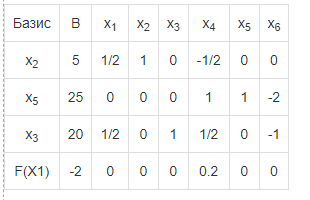 Базис B x1 x2 x3 x4 x5 x6
x2 5 1/2 1 0 -1/2 0 0
x5 25 0 0 0 1 1 -2
x3 20 1/2 0 1 1/2 0 -1
F(X1) -2 0 0 0 0.2 0 0